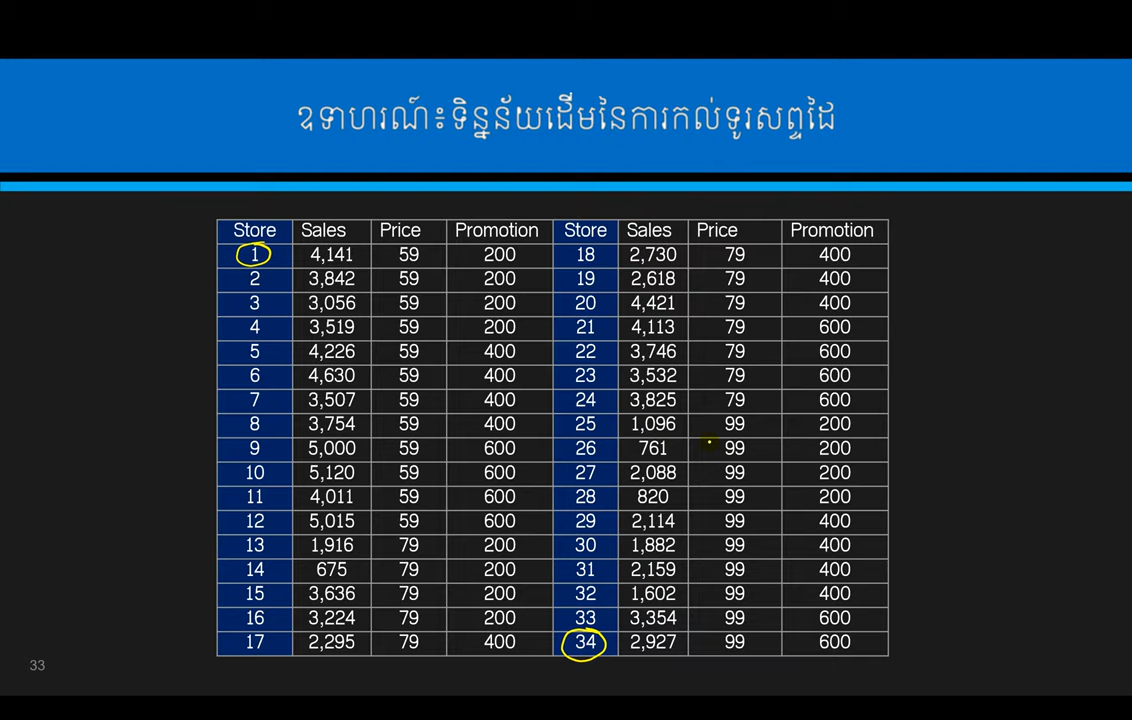 ឧទាហរណ៍៖ទិន្នន័យដើមនៃការកល់ទូរសព្ទដៃ
Store Sales Price Promotion Store Sales Price Promotion
1 4,141 59 200 18 2,730 79 400
2 3,842 59 200 19 2,618 79 400
3 3,056 59 200 20 4,421 79 400
4 3,519 59 200 21 4,113 79 600
5 4,226 59 400 22 3,746 79 600
6 4,630 59 400 23 3,532 79 600
7 3,507 59 400 24 3,825 79 600
8 3,754 59 400 25 1,096 99 200
9 5,000 59 600 26 761 99 200
10 5,120 59 600 27 2,088 99 200
11 4,011 59 600 28 820 99 200
12 5,015 59 600 29 2,114 99 400
13 1,916 79 200 30 1,882 99 400
14 675 79 200 31 2,159 99 400
15 3,636 79 200 32 1,602 99 400
16 3,224 79 200 33 3,354 99 600
17 2,295 79 400 34 2,927 99 600
33